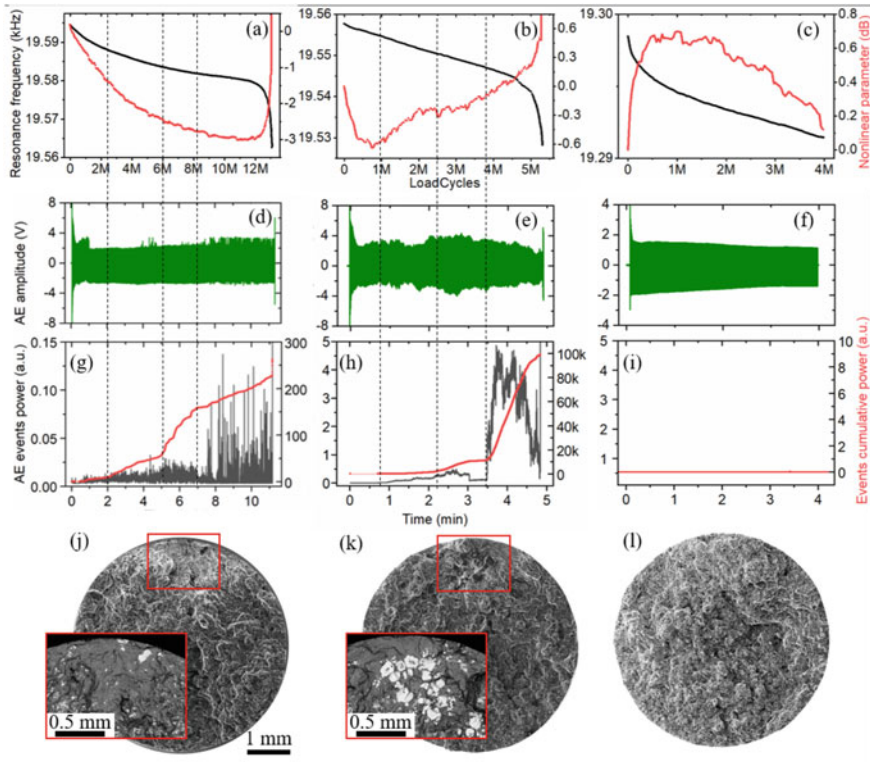 (a) (b) (c)
Resonance frequency (kHz)
19.59
19.58
19.57
19.56
0
-1
-2
-3
0 2M 4M 6M 8M 10M 12M
19.56
19.55
19.54
19.53
0.6
0.0
-0.6
0 1M 2M 3M 4M 5M
LoadCycles
19.30
19.29
0.8
0.6
0.4
0.2
0.0
0 1M 2M 3M 4M
Nonlinear parameter (dB)
(d) (e) (f)
AE amplitude (V)
8
4
0
-4
-8
8
4
0
-4
-8
4
2
0
-2
-4
(g) (h) (i)
AE events power (a.u.)
0.15
0.10
0.05
0.00
300
200
100
0
0 2 4 6 8 10
5
4
3
2
1
0
100k
80k
60k
40k
20k
0
0 1 2 3 4 5
Time (min)
5
4
3
2
1
10
8
6
4
2
0
0 1 2 3 4
Events cumulative power (a.u.)
(j) (k) (l)
0.5 mm
1 mm
0.5 mm